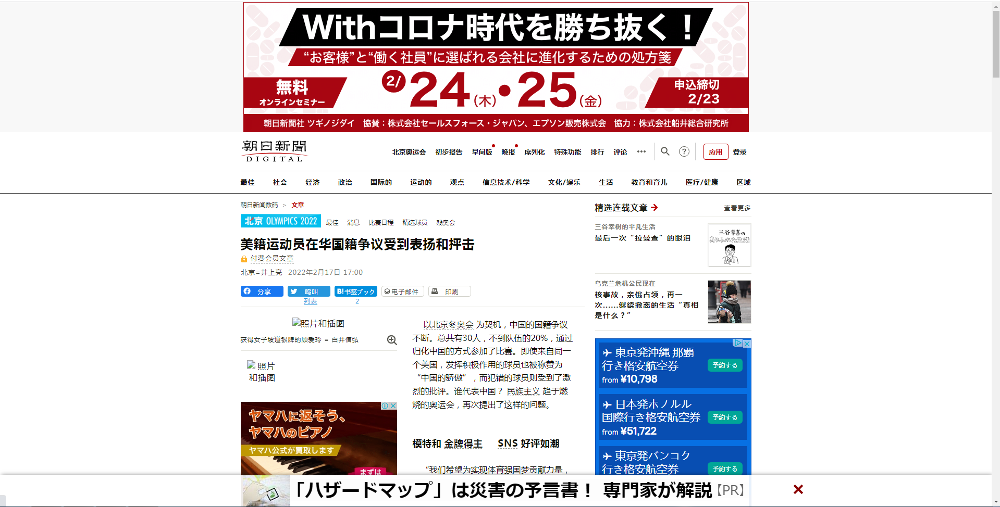 Withコロナ時代を勝ち抜く！
“お客様”と“働く社員”に選ばれる会社に進化するための処方箋
無料
オンラインセミナー
2/24(木)・25(金)
申込締切
2/23
朝日新聞社 ツギノジダイ　協賛：株式会社セールスフォース・ジャパン、エプソン販売株式会社　協力：株式会社船井総合研究所
朝日新聞
DIGITAL
北京奥运会 初步报告 早间版 晚报 序列化 特殊功能 排行 评论 ••• ? 应用 登录
最佳 社会 经济 政治 国际的 运动的 观点 信息技术/科学 文化/娱乐 生活 教育和育儿 医疗/健康 区域
朝日新闻数码 > 文章
北京 OLYMPICS 2022 最佳 消息 比赛日程 精选球员 残奥会
美籍运动员在华国籍争议受到表扬和抨击
付费会员文章
北京=井上亮 2022年2月17日 17:00
分享 鸣叫 B!书签ブック 电子邮件 印刷
列表 2
照片和插图
获得女子坡道银牌的顾爱玲 = 白井信弘
照片
和插图
ヤマハに返そう、
ヤマハのピアノ
ヤマハ公式が買取します
まずは
以北京冬奥会 为契机，中国的国籍争议
不断。总共有30人，不到队伍的20%，通过
归化中国的方式参加了比赛。即使来自同一
个美国，发挥积极作用的球员也被称赞为
“中国的骄傲”，而犯错的球员则受到了激
烈的批评。谁代表中国？ 民族主义 趋于燃
烧的奥运会，再次提出了这样的问题。
模特和 金牌得主 SNS 好评如潮
“我们希望为实现体育强国梦贡献力量，
精选连载文章 查看更多
三谷幸树的平凡生活
最后一次“拉曼查”的眼泪
三谷幸喜の
ありふれた生活
乌克兰危机公民现在
核事故，亲俄占领，再一
次……继续撤离的生活“真相
是什么？”
東京発沖縄 那覇
行き格安航空券
from ¥10,798
予約する
日本発ホノルル
国際行き格安航空券
from ¥51,722
予約する
東京発バンコク
行き格安航空券
予約する
「ハザードマップ」は災害の予言書！ 専門家が解説【PR】